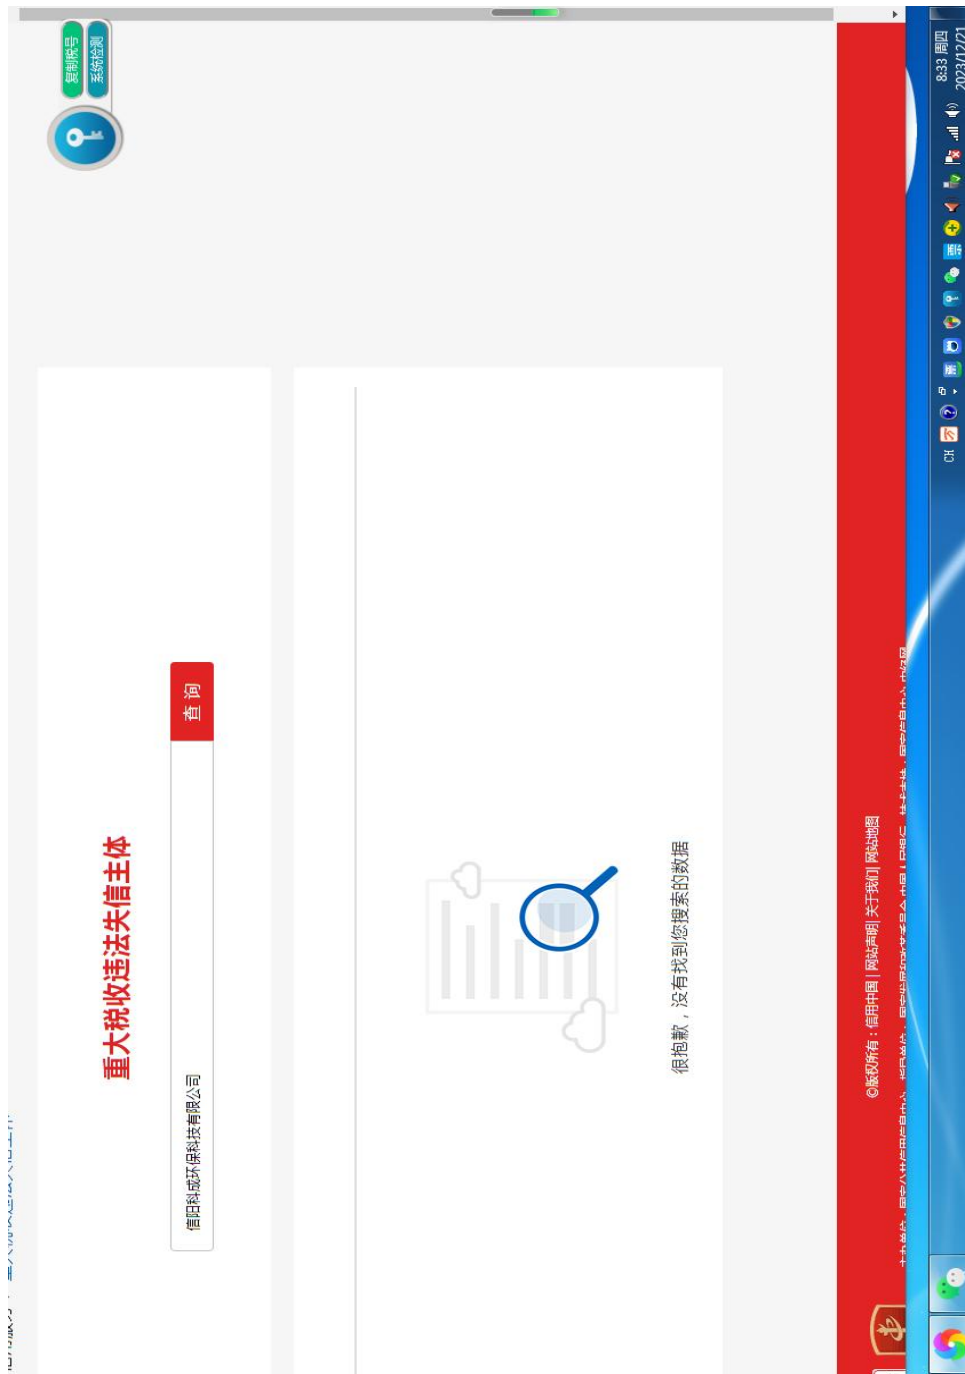 复制税号
系统检测
重大税收违法失信主体
信阳科成环保科技有限公司
查 询
很抱歉，没有找到您搜索的数据
©版权所有：信用中国 | 网站声明| 关于我们| 网站地图
CH
8:33 周四
2023/12/21